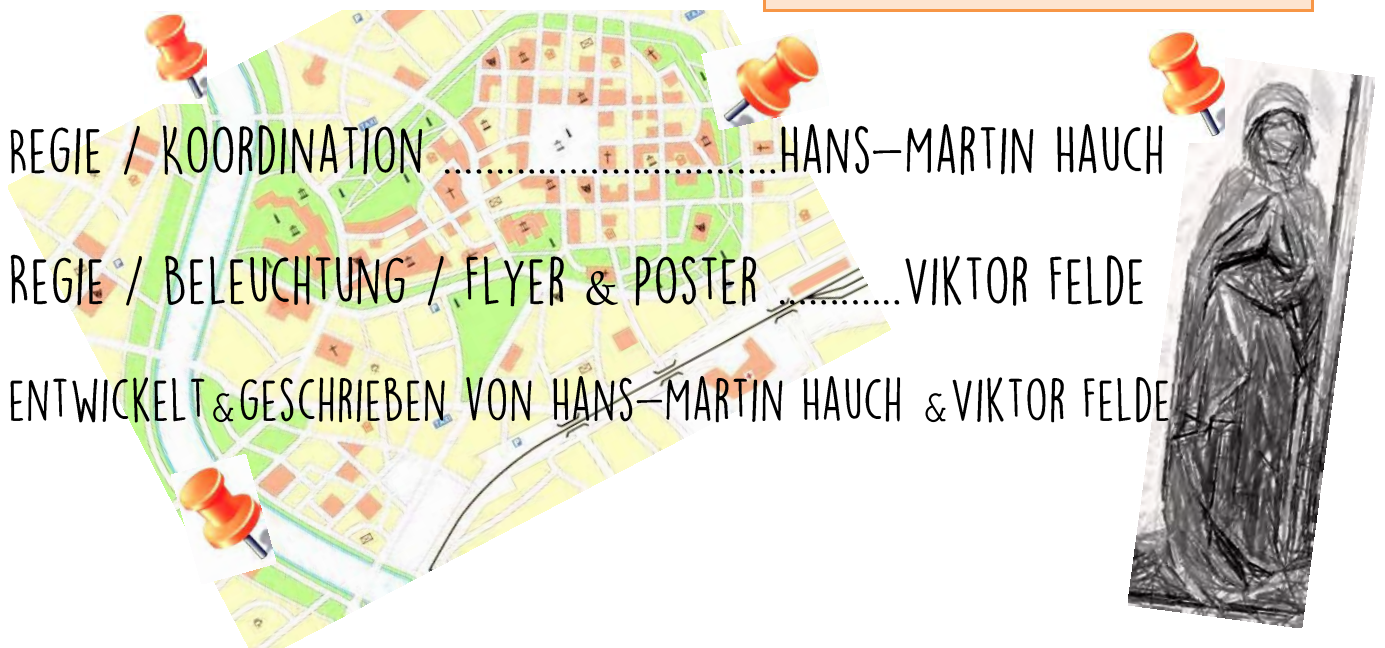 REGIE / KOORDINATION ................................HANS-MARTIN HAUCH
REGIE / BELEUCHTUNG / FLYER & POSTER ............VIKTOR FELDE
ENTWICKELT&GESCHRIEBEN VON HANS-MARTIN HAUCH &VIKTOR FELDE